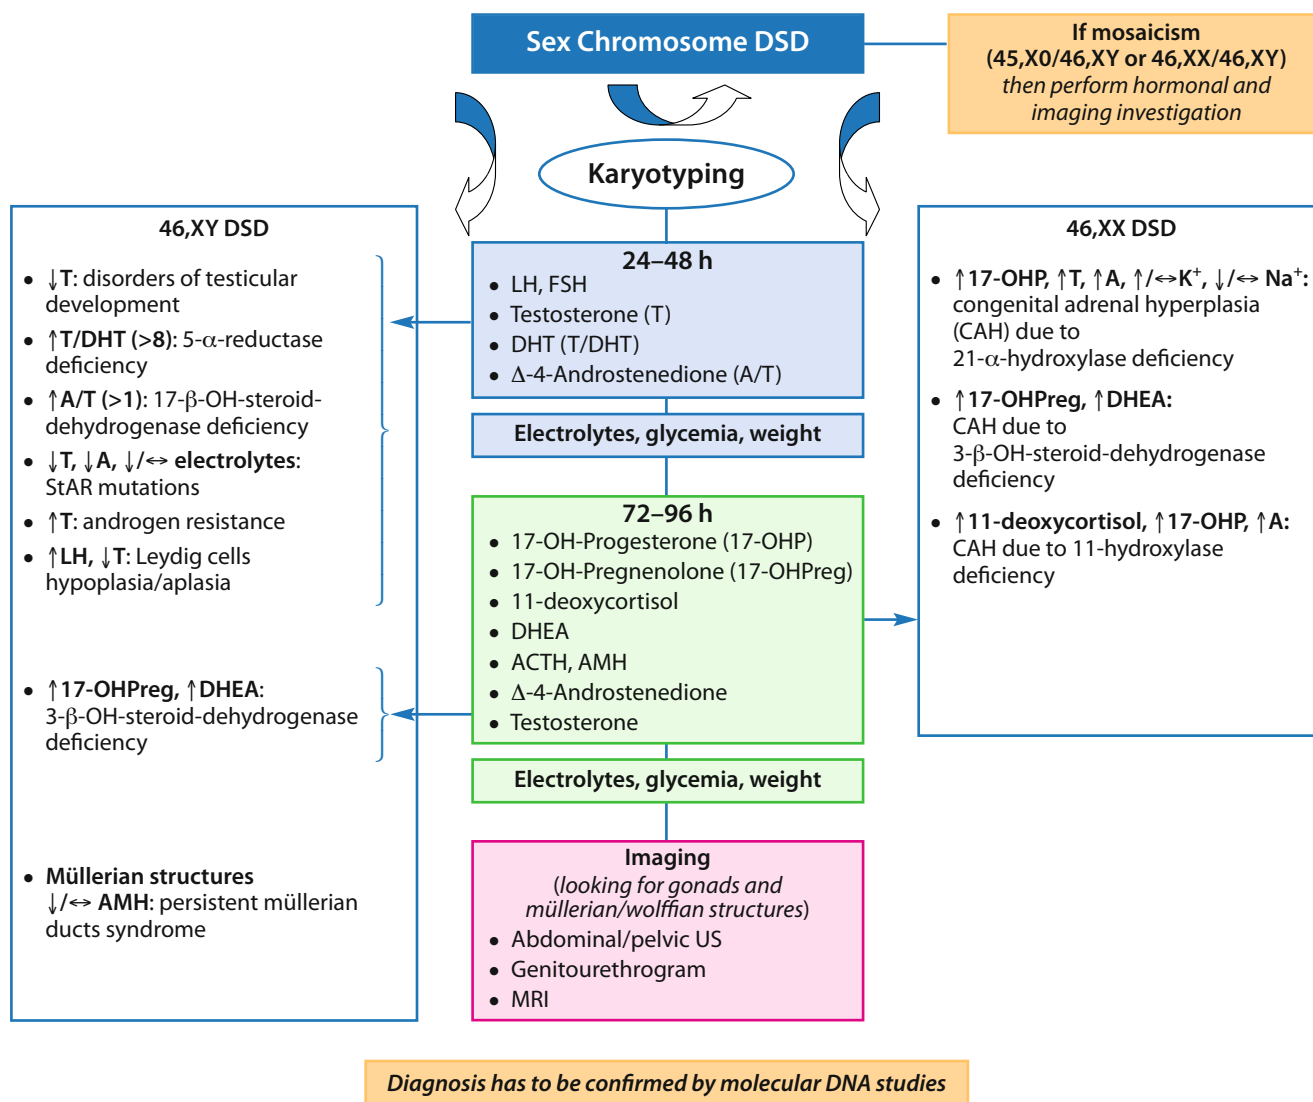 Sex Chromosome DSD
If mosaicism
(45,X0/46,XY or 46,XX/46,XY)
then perform hormonal and
imaging investigation
Karyotyping
46,XY DSD
• ↓T: disorders of testicular
development
• ↑T/DHT (>8): 5-α-reductase
deficiency
• ↑A/T (>1): 17-β-OH-steroid-
dehydrogenase deficiency
• ↓T, ↓A, ↓/↔ electrolytes:
StAR mutations
• ↑T: androgen resistance
• ↑LH, ↓T: Leydig cells
hypoplasia/aplasia
• ↑17-OHPreg, ↑DHEA:
3-β-OH-steroid-dehydrogenase
deficiency
• Müllerian structures
↓/↔ AMH: persistent müllerian
ducts syndrome
24–48 h
• LH, FSH
• Testosterone (T)
• DHT (T/DHT)
• Δ-4-Androstenedione (A/T)
Electrolytes, glycemia, weight
72–96 h
• 17-OH-Progesterone (17-OHP)
• 17-OH-Pregnenolone (17-OHPreg)
• 11-deoxycortisol
• DHEA
• ACTH, AMH
• Δ-4-Androstenedione
• Testosterone
Electrolytes, glycemia, weight
Imaging
(looking for gonads and
müllerian/wolffian structures)
• Abdominal/pelvic US
• Genitourethrogram
• MRI
46,XX DSD
• ↑17-OHP, ↑T, ↑A, ↑/↔K⁺, ↓/↔ Na⁺:
congenital adrenal hyperplasia
(CAH) due to
21-α-hydroxylase deficiency
• ↑17-OHPreg, ↑DHEA:
CAH due to
3-β-OH-steroid-dehydrogenase
deficiency
• ↑11-deoxycortisol, ↑17-OHP, ↑A:
CAH due to 11-hydroxylase
deficiency
Diagnosis has to be confirmed by molecular DNA studies